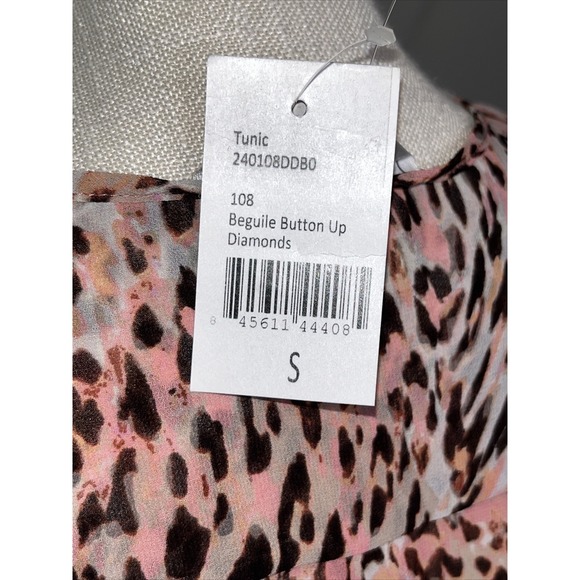 Tunic
240108DDB0
108
Beguile Button Up
Diamonds
8 45611 44408
S